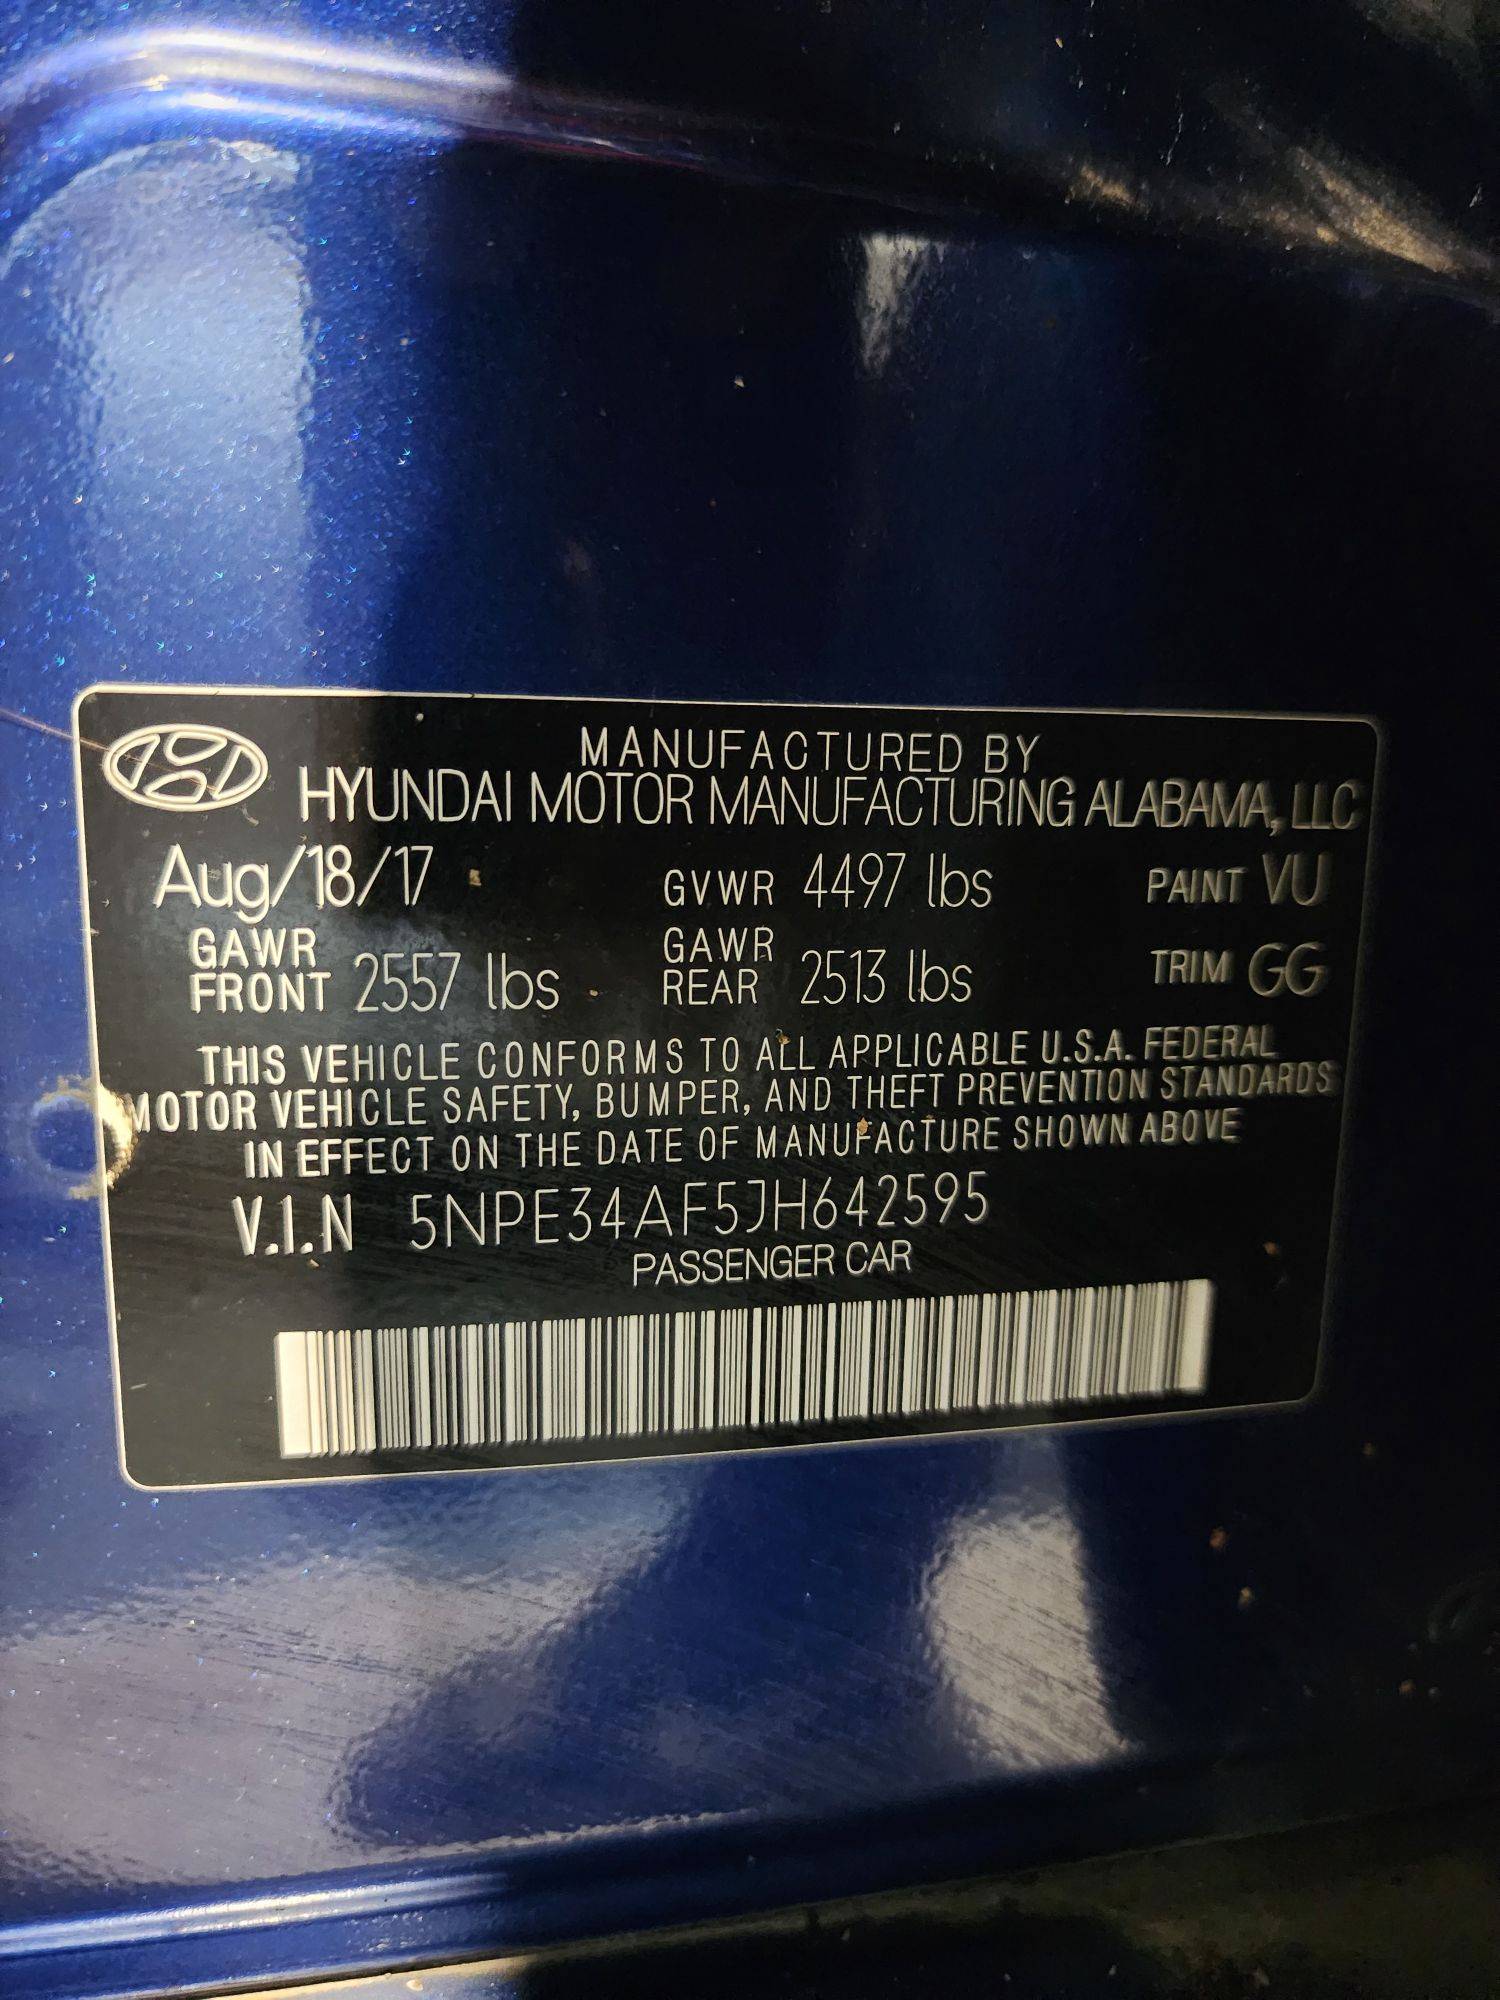 MANUFACTURED BY
HYUNDAI MOTOR MANUFACTURING ALABAMA, LLC
Aug/18/17 GVWR 4497 lbs PAINT VU
GAWR FRONT 2557 lbs GAWR REAR 2513 lbs TRIM GG
THIS VEHICLE CONFORMS TO ALL APPLICABLE U.S.A. FEDERAL
MOTOR VEHICLE SAFETY, BUMPER, AND THEFT PREVENTION STANDARDS
IN EFFECT ON THE DATE OF MANUFACTURE SHOWN ABOVE
V.I.N 5NPE34AF5JH642595
PASSENGER CAR